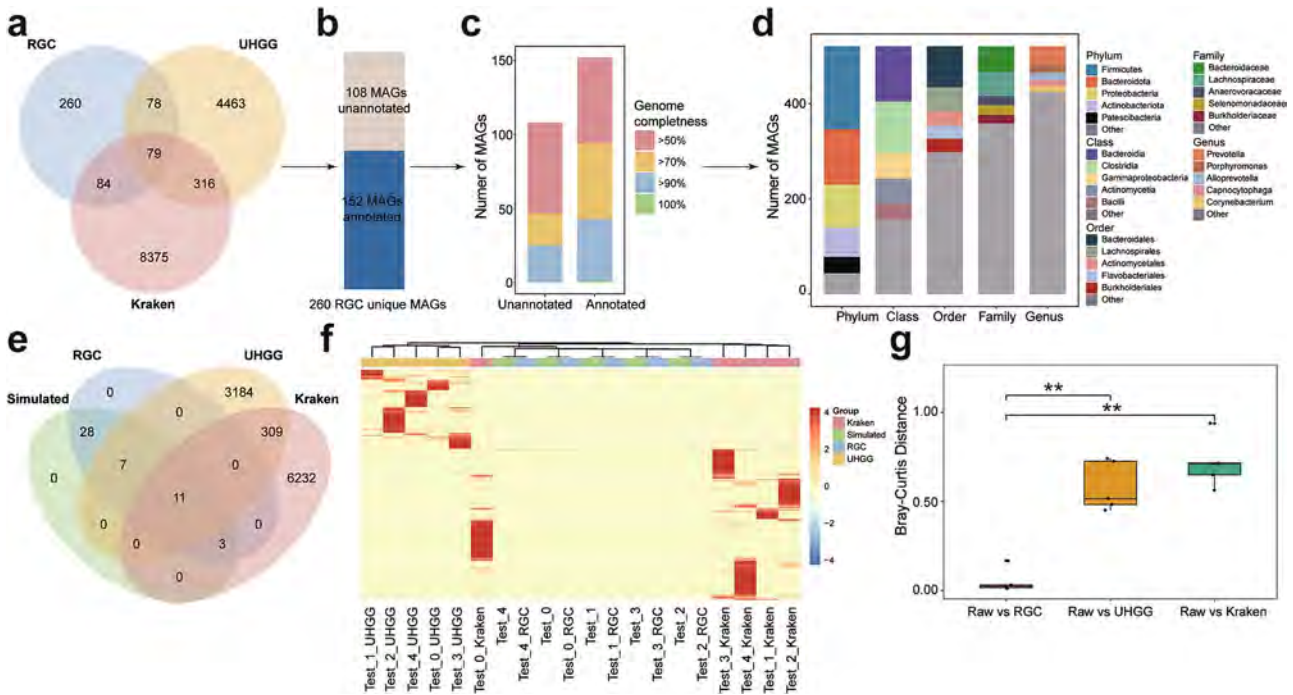 a
RGC
UHGG
260
78
4463
79
84
316
8375
Kraken
b
108 MAGs
unannotated
152 MAGs
annotated
260 RGC unique MAGs
c
Numer of MAGs
150
100
50
0
Unannotated
Annotated
Genome
completness
>50%
>70%
>90%
100%
d
Numer of MAGs
400
200
0
Phylum
Class
Order
Family
Genus
Phylum
Firmicutes
Bacteroidota
Proteobacteria
Actinobacteriota
Patescibacteria
Other
Class
Bacteroidia
Clostridia
Gammaproteobacteria
Actinomycetia
Bacilli
Other
Order
Bacteroidales
Lachnospirales
Actinomycetales
Flavobacteriales
Burkholderiales
Other
Family
Bacteroidaceae
Lachnospiraceae
Anaerovoracaceae
Selenomonadaceae
Burkholderiaceae
Other
Genus
Prevotella
Porphyromonas
Alloprevotella
Capnocytophaga
Corynebacterium
Other
e
RGC
UHGG
Simulated
Kraken
0
3184
0
28
309
7
0
0
6232
11
0
0
0
3
0
f
4
2
0
−2
−4
Group
Kraken
Simulated
RGC
UHGG
Test_1_UHGG
Test_2_UHGG
Test_4_UHGG
Test_0_UHGG
Test_3_UHGG
Test_0_Kraken
Test_4
Test_4_RGC
Test_0
Test_0_RGC
Test_1
Test_1_RGC
Test_3
Test_3_RGC
Test_2
Test_2_RGC
Test_3_Kraken
Test_4_Kraken
Test_1_Kraken
Test_2_Kraken
g
Bray-Curtis Distance
1.00
0.50
0.00
**
**
Raw vs RGC
Raw vs UHGG
Raw vs Kraken